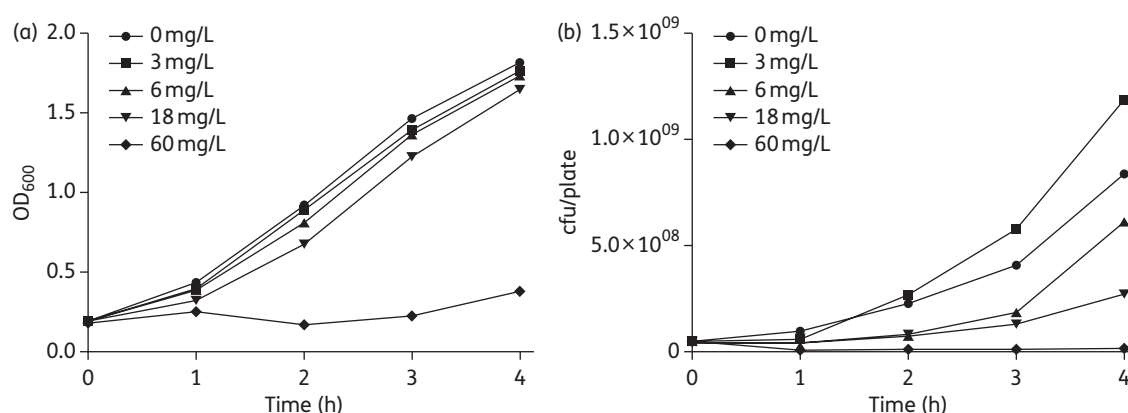 (a)
2.0
1.5
1.0
0.5
0.0
OD600
0 mg/L
3 mg/L
6 mg/L
18 mg/L
60 mg/L
0 1 2 3 4
Time (h)
(b)
1.5×10^09
1.0×10^09
5.0×10^08
0
cfu/plate
0 mg/L
3 mg/L
6 mg/L
18 mg/L
60 mg/L
0 1 2 3 4
Time (h)